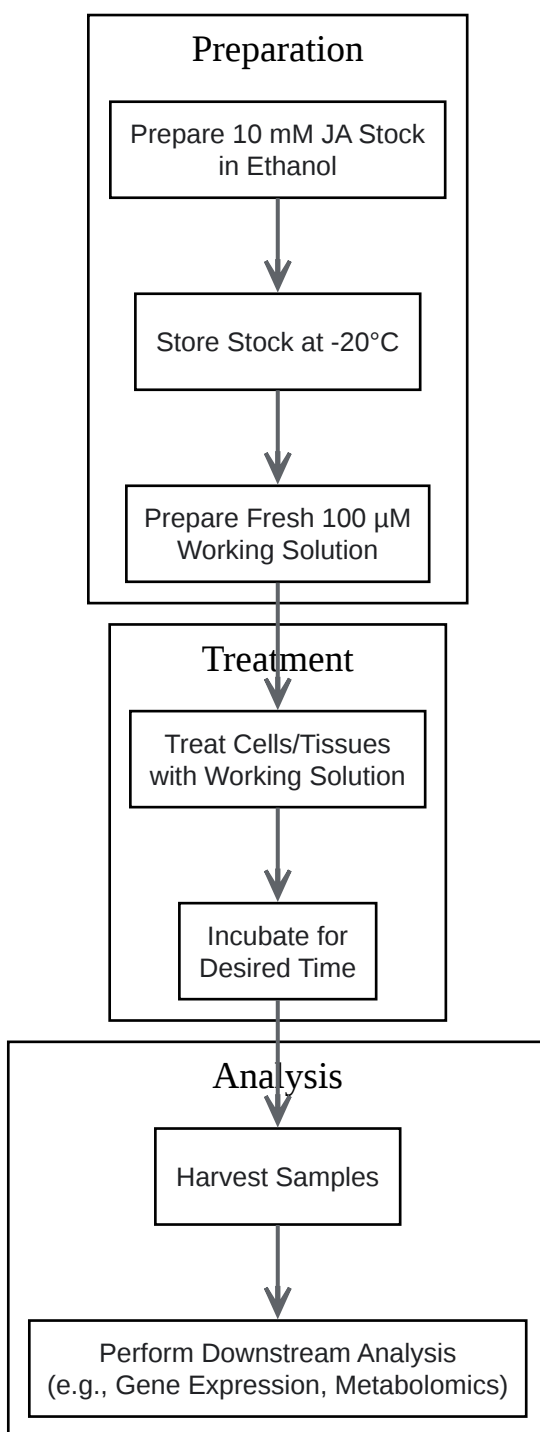 Preparation
Prepare 10 mM JA Stock
in Ethanol
Store Stock at -20°C
Prepare Fresh 100 µM
Working Solution
Treatment
Treat Cells/Tissues
with Working Solution
Incubate for
Desired Time
Analysis
Harvest Samples
Perform Downstream Analysis
(e.g., Gene Expression, Metabolomics)